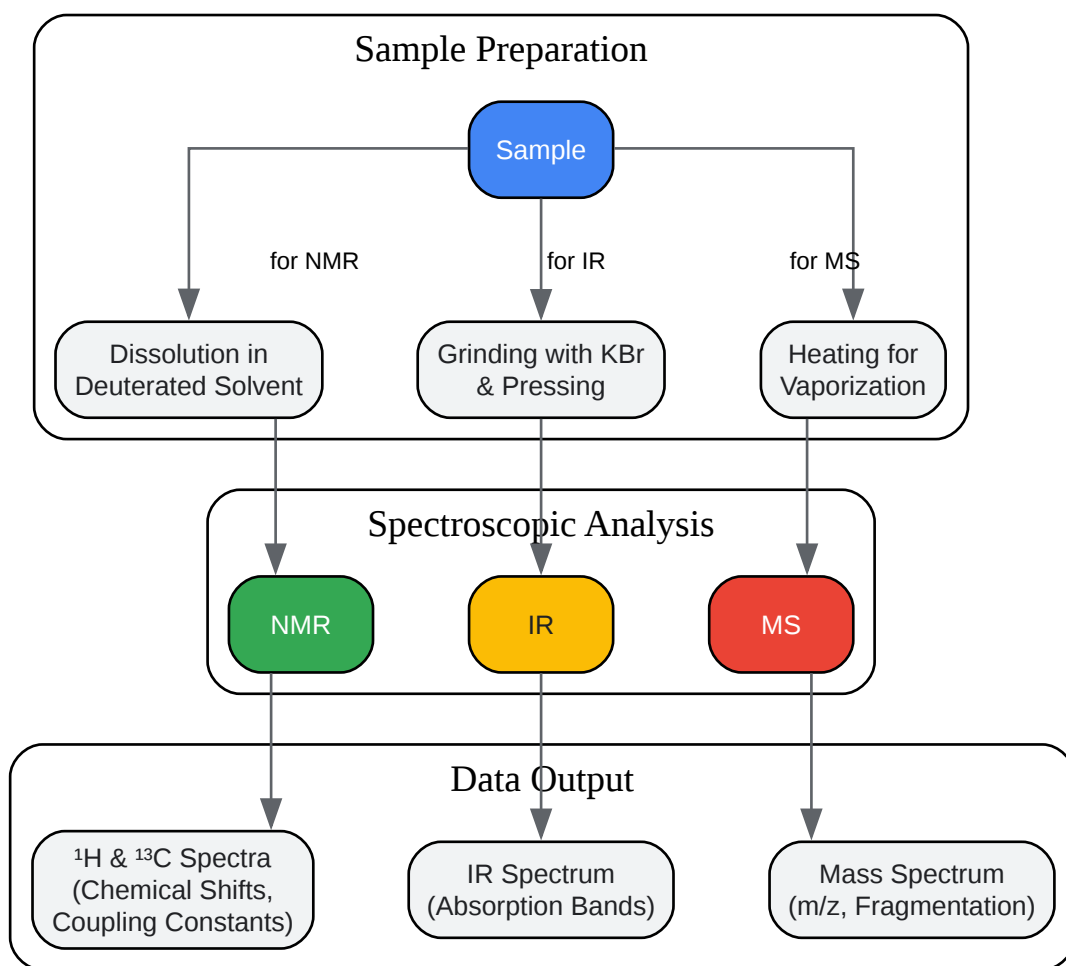 Sample Preparation
Sample
for NMR
for IR
for MS
Dissolution in
Deuterated Solvent
Grinding with KBr
& Pressing
Heating for
Vaporization
Spectroscopic Analysis
NMR
IR
MS
Data Output
¹H & ¹³C Spectra
(Chemical Shifts,
Coupling Constants)
IR Spectrum
(Absorption Bands)
Mass Spectrum
(m/z, Fragmentation)